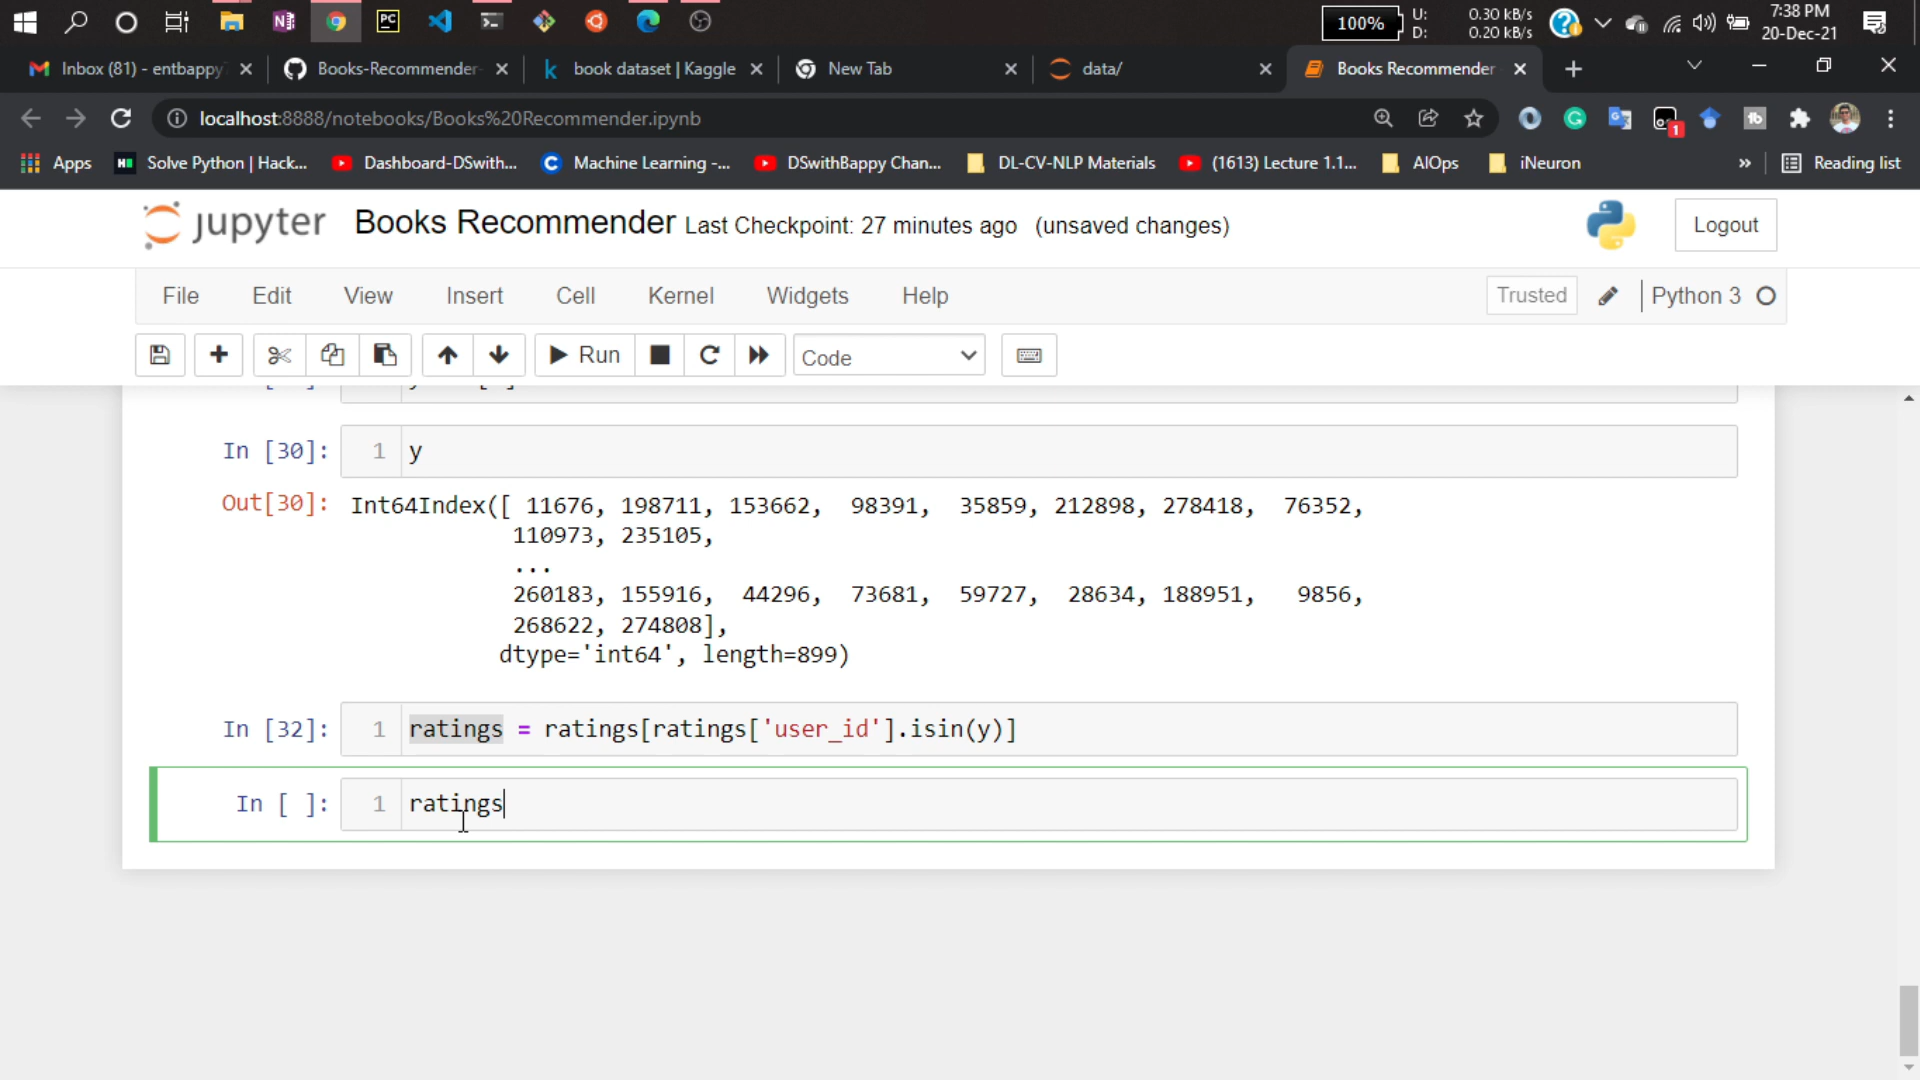 100%
U: 0.30 kB/s
D: 0.20 kB/s
7:38 PM
20-Dec-21
Inbox (81) - entbappy
Books-Recommender-
book dataset | Kaggle
New Tab
data/
Books Recommender
localhost:8888/notebooks/Books%20Recommender.ipynb
1
Apps
Solve Python | Hack...
Dashboard-DSwith...
Machine Learning -...
DSwithBappy Chan...
DL-CV-NLP Materials
(1613) Lecture 1.1...
AIOps
iNeuron
»
Reading list
jupyter
Books Recommender Last Checkpoint: 27 minutes ago (unsaved changes)
Logout
File
Edit
View
Insert
Cell
Kernel
Widgets
Help
Trusted
Python 3
Run
Code
In [30]: 1 y
Out[30]: Int64Index([ 11676, 198711, 153662, 98391, 35859, 212898, 278418, 76352,
110973, 235105,
...
260183, 155916, 44296, 73681, 59727, 28634, 188951, 9856,
268622, 274808],
dtype='int64', length=899)
In [32]: 1 ratings = ratings[ratings['user_id'].isin(y)]
In [ ]: 1 ratings